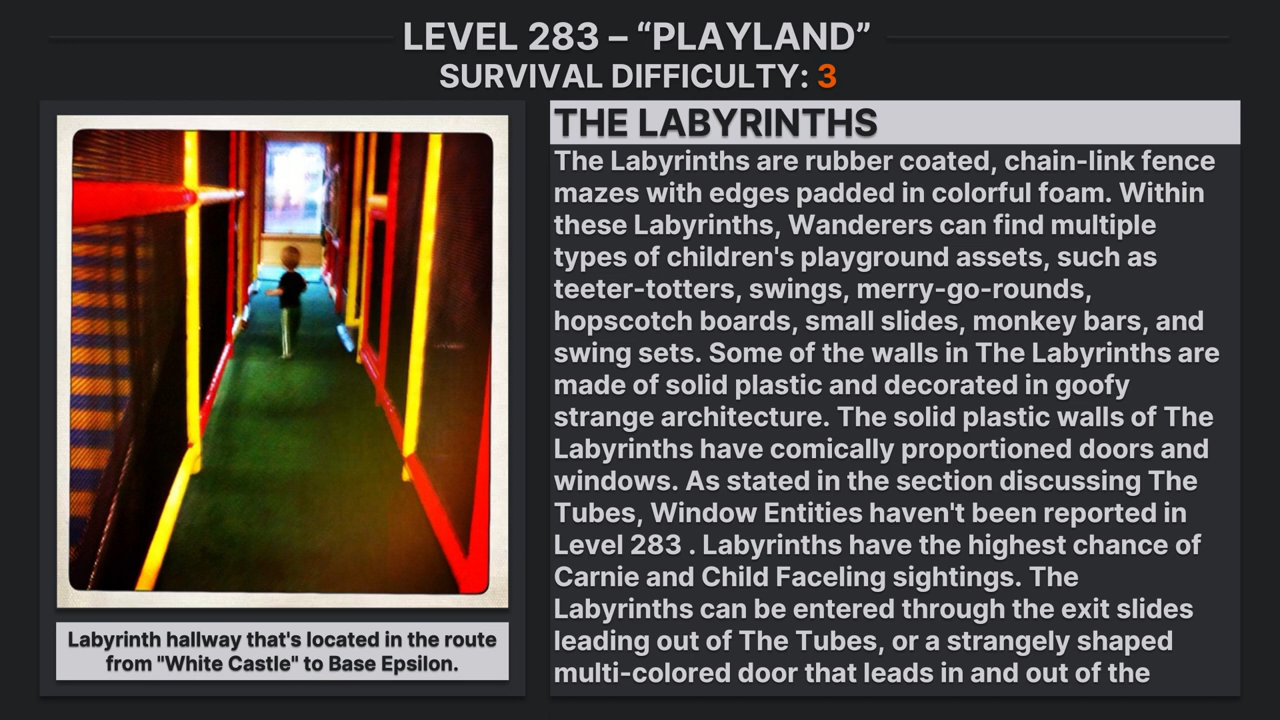 LEVEL 283 – “PLAYLAND”
SURVIVAL DIFFICULTY: 3
Labyrinth hallway that's located in the route
from "White Castle" to Base Epsilon.
THE LABYRINTHS
The Labyrinths are rubber coated, chain-link fence
mazes with edges padded in colorful foam. Within
these Labyrinths, Wanderers can find multiple
types of children's playground assets, such as
teeter-totters, swings, merry-go-rounds,
hopscotch boards, small slides, monkey bars, and
swing sets. Some of the walls in The Labyrinths are
made of solid plastic and decorated in goofy
strange architecture. The solid plastic walls of The
Labyrinths have comically proportioned doors and
windows. As stated in the section discussing The
Tubes, Window Entities haven't been reported in
Level 283 . Labyrinths have the highest chance of
Carnie and Child Faceling sightings. The
Labyrinths can be entered through the exit slides
leading out of The Tubes, or a strangely shaped
multi-colored door that leads in and out of the